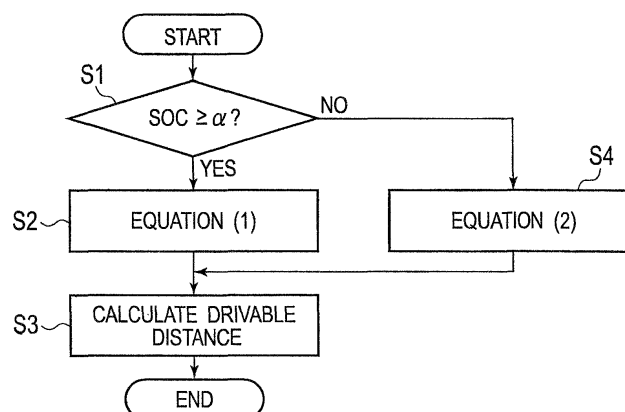 START
S1
SOC ≥ α ?
NO
YES
S4
S2
EQUATION (1)
EQUATION (2)
S3
CALCULATE DRIVABLE
DISTANCE
END